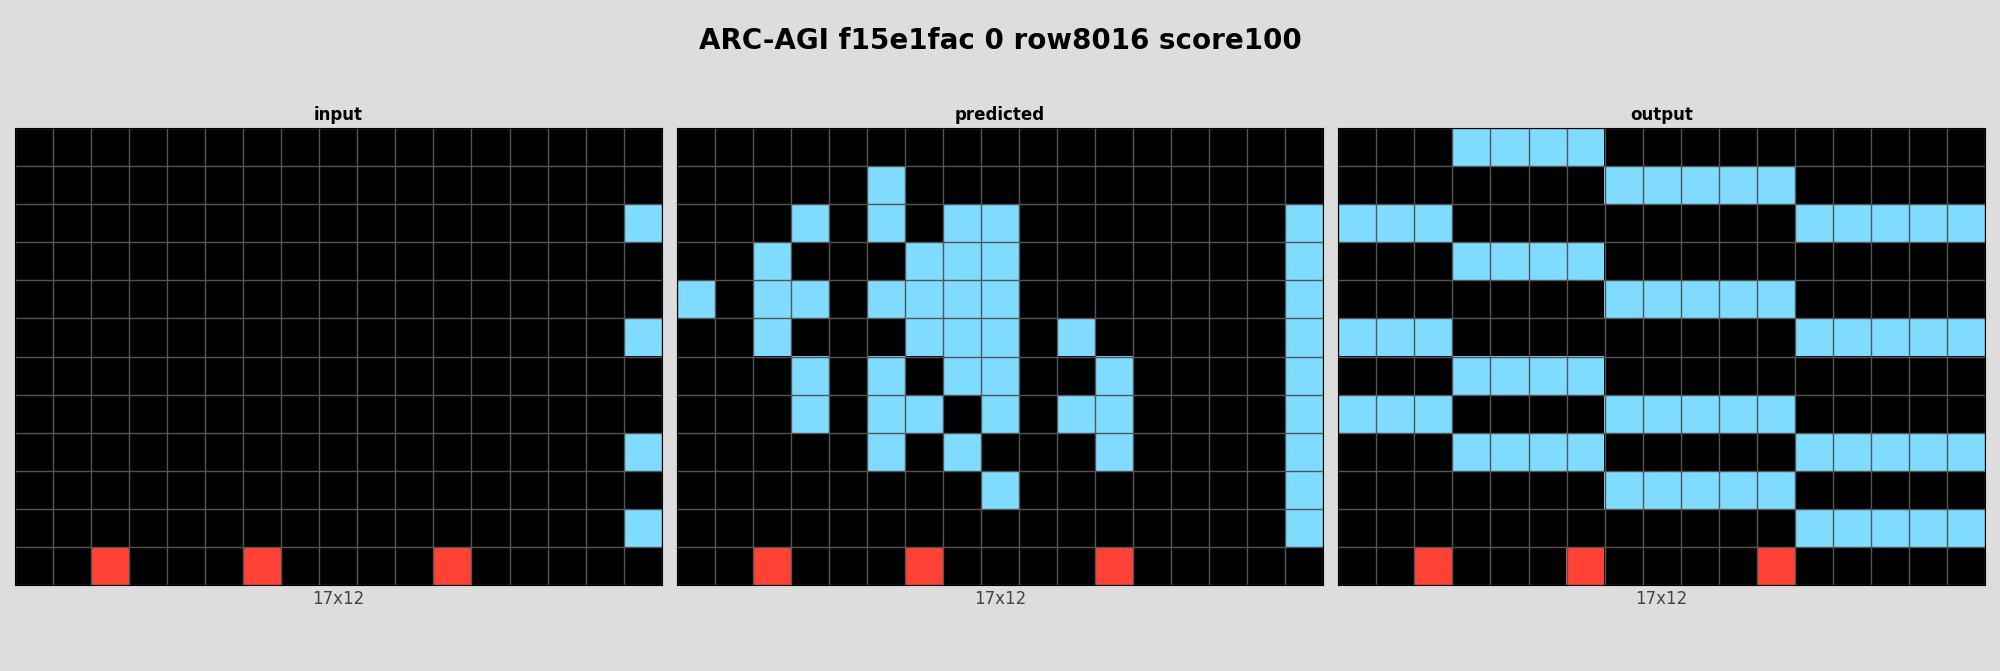 ARC-AGI f15e1fac 0 row8016 score100
input
predicted
output
17x12
17x12
17x12